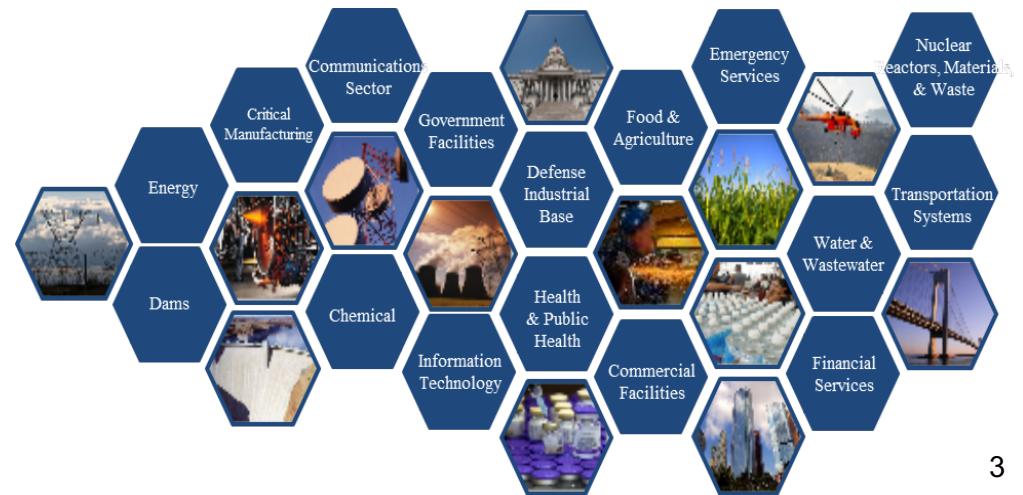 Communications
Sector
Emergency
Services
Nuclear
Reactors, Materials,
& Waste
Critical
Manufacturing
Government
Facilities
Food &
Agriculture
Energy
Defense
Industrial
Base
Transportation
Systems
Water &
Wastewater
Dams
Chemical
Health
& Public
Health
Information
Technology
Commercial
Facilities
Financial
Services
3